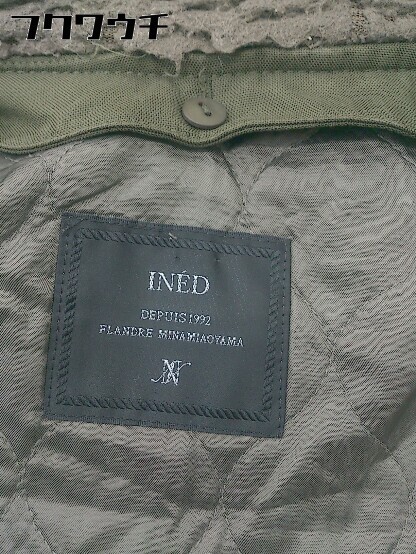 フクワウチ
INÉD
DEPUIS 1992
FLANDRE MINAMIAOYAMA